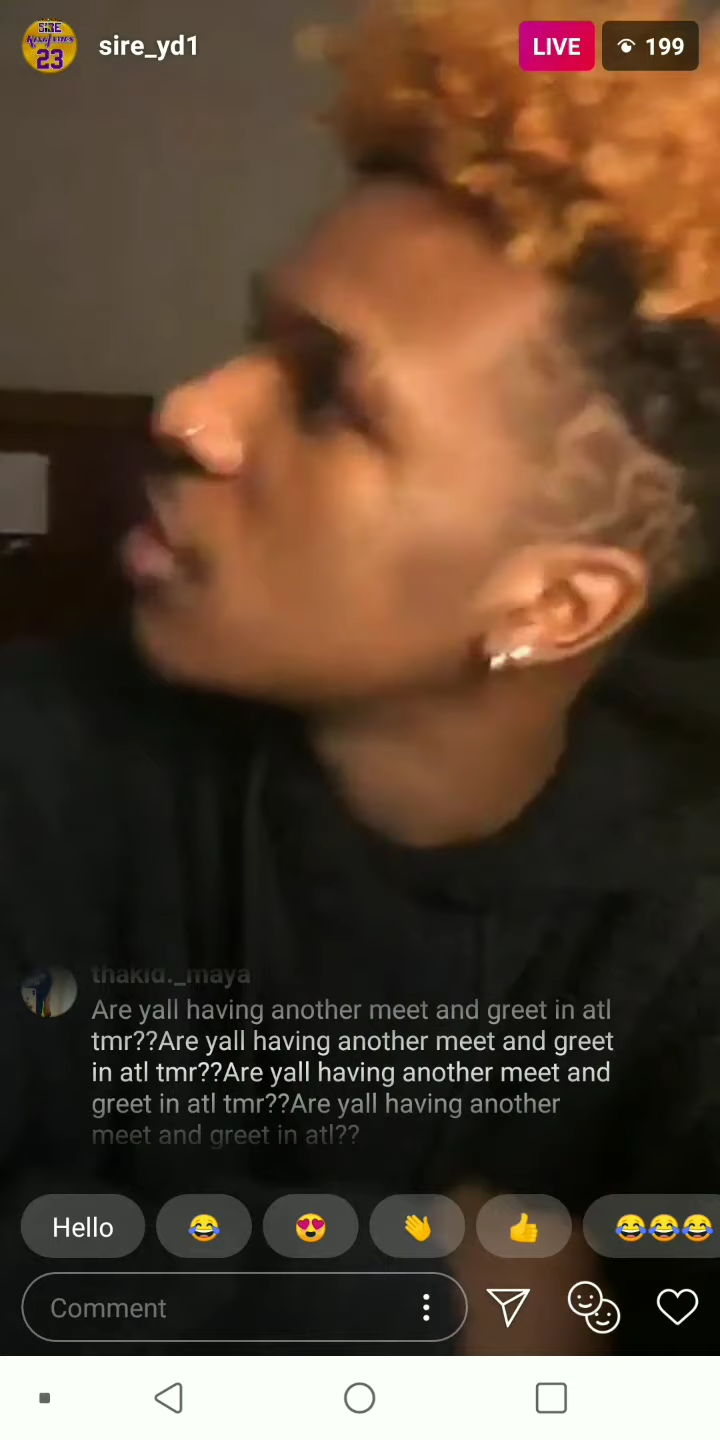 SIRE
23
sire_yd1
LIVE
199
thakid._maya
Are yall having another meet and greet in atl
tmr??Are yall having another meet and greet
in atl tmr??Are yall having another meet and
greet in atl tmr??Are yall having another
meet and greet in atl??
Hello
Comment